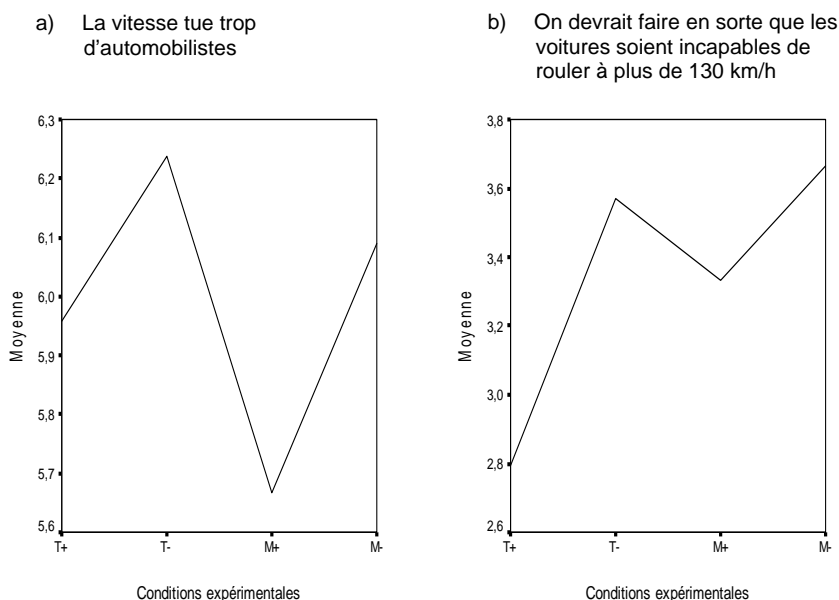 a) La vitesse tue trop
d'automobilistes
6,3
6,2
6,1
6,0
5,9
5,8
5,7
5,6
Moyenne
T+ T- M+ M-
Conditions expérimentales
b) On devrait faire en sorte que les
voitures soient incapables de
rouler à plus de 130 km/h
3,8
3,6
3,4
3,2
3,0
2,8
2,6
Moyenne
T+ T- M+ M-
Conditions expérimentales